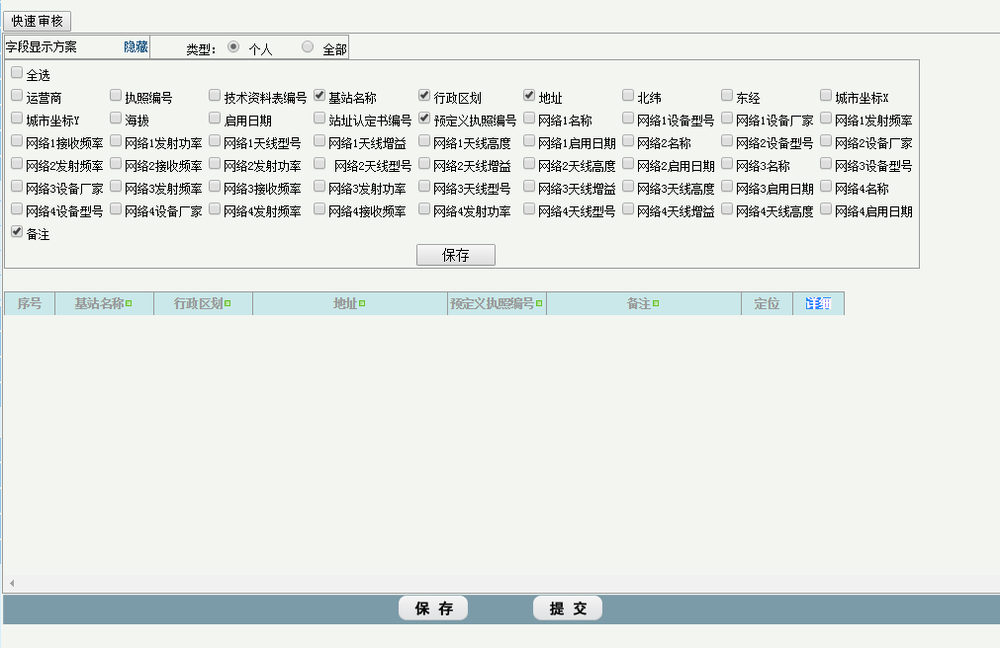 快速审核
字段显示方案 隐藏 类型： 个人 全部
全选
运营商 执照编号 技术资料表编号 基站名称 行政区划 地址 北纬 东经 城市坐标X
城市坐标Y 海拔 启用日期 站址认定书编号 预定义执照编号 网络1名称 网络1设备型号 网络1设备厂家 网络1发射频率
网络1接收频率 网络1发射功率 网络1天线型号 网络1天线增益 网络1天线高度 网络1启用日期 网络2名称 网络2设备型号 网络2设备厂家
网络2发射频率 网络2接收频率 网络2发射功率 网络2天线型号 网络2天线增益 网络2天线高度 网络2启用日期 网络3名称 网络3设备型号
网络3设备厂家 网络3发射频率 网络3接收频率 网络3发射功率 网络3天线型号 网络3天线增益 网络3天线高度 网络3启用日期 网络4名称
网络4设备型号 网络4设备厂家 网络4发射频率 网络4接收频率 网络4发射功率 网络4天线型号 网络4天线增益 网络4天线高度 网络4启用日期
备注
保存
序号 基站名称 行政区划 地址 预定义执照编号 备注 定位 详细
保 存 提 交